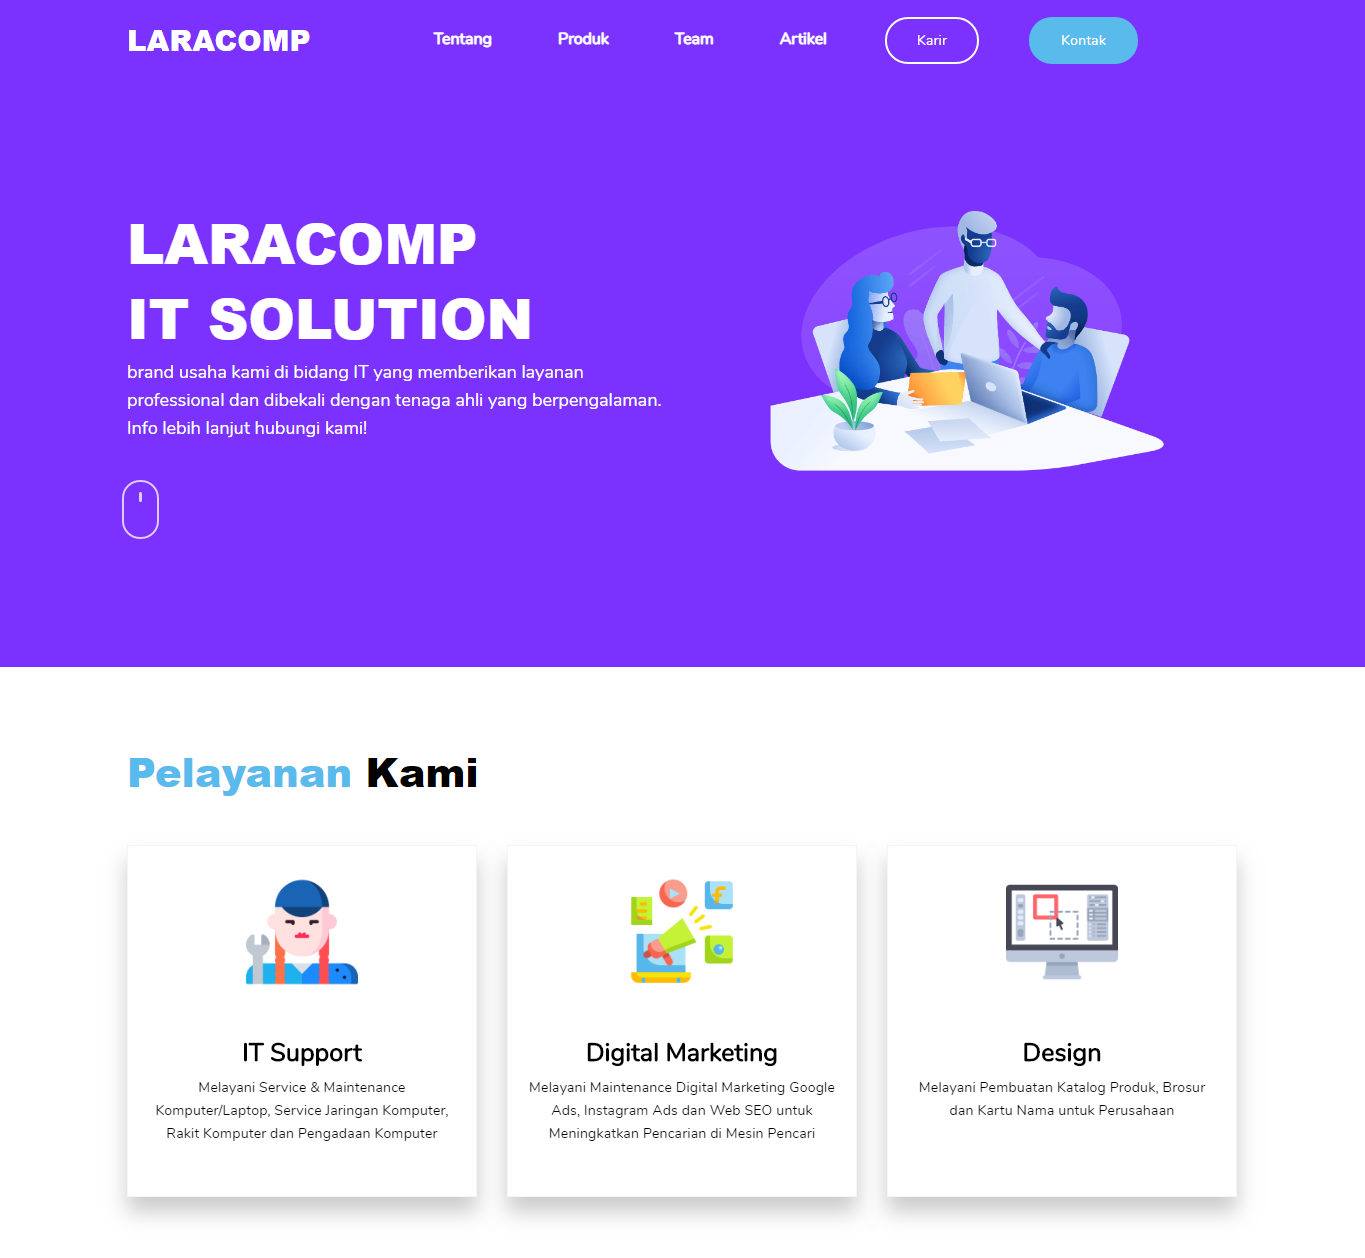 LARACOMP
Tentang
Produk
Team
Artikel
Karir
Kontak
LARACOMP
IT SOLUTION
brand usaha kami di bidang IT yang memberikan layanan
professional dan dibekali dengan tenaga ahli yang berpengalaman.
Info lebih lanjut hubungi kami!
Pelayanan Kami
IT Support
Melayani Service & Maintenance
Komputer/Laptop, Service Jaringan Komputer,
Rakit Komputer dan Pengadaan Komputer
Digital Marketing
Melayani Maintenance Digital Marketing Google
Ads, Instagram Ads dan Web SEO untuk
Meningkatkan Pencarian di Mesin Pencari
Design
Melayani Pembuatan Katalog Produk, Brosur
dan Kartu Nama untuk Perusahaan